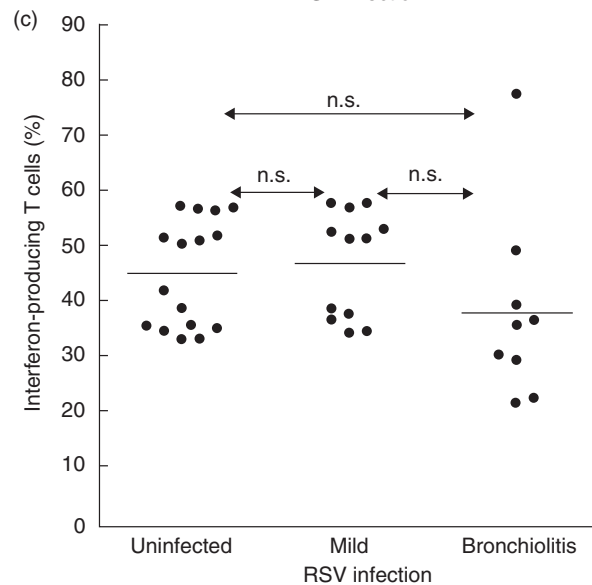 (c)
90
80
70
60
50
40
30
20
10
0
Interferon-producing T cells (%)
n.s.
n.s.
n.s.
Uninfected
Mild
Bronchiolitis
RSV infection